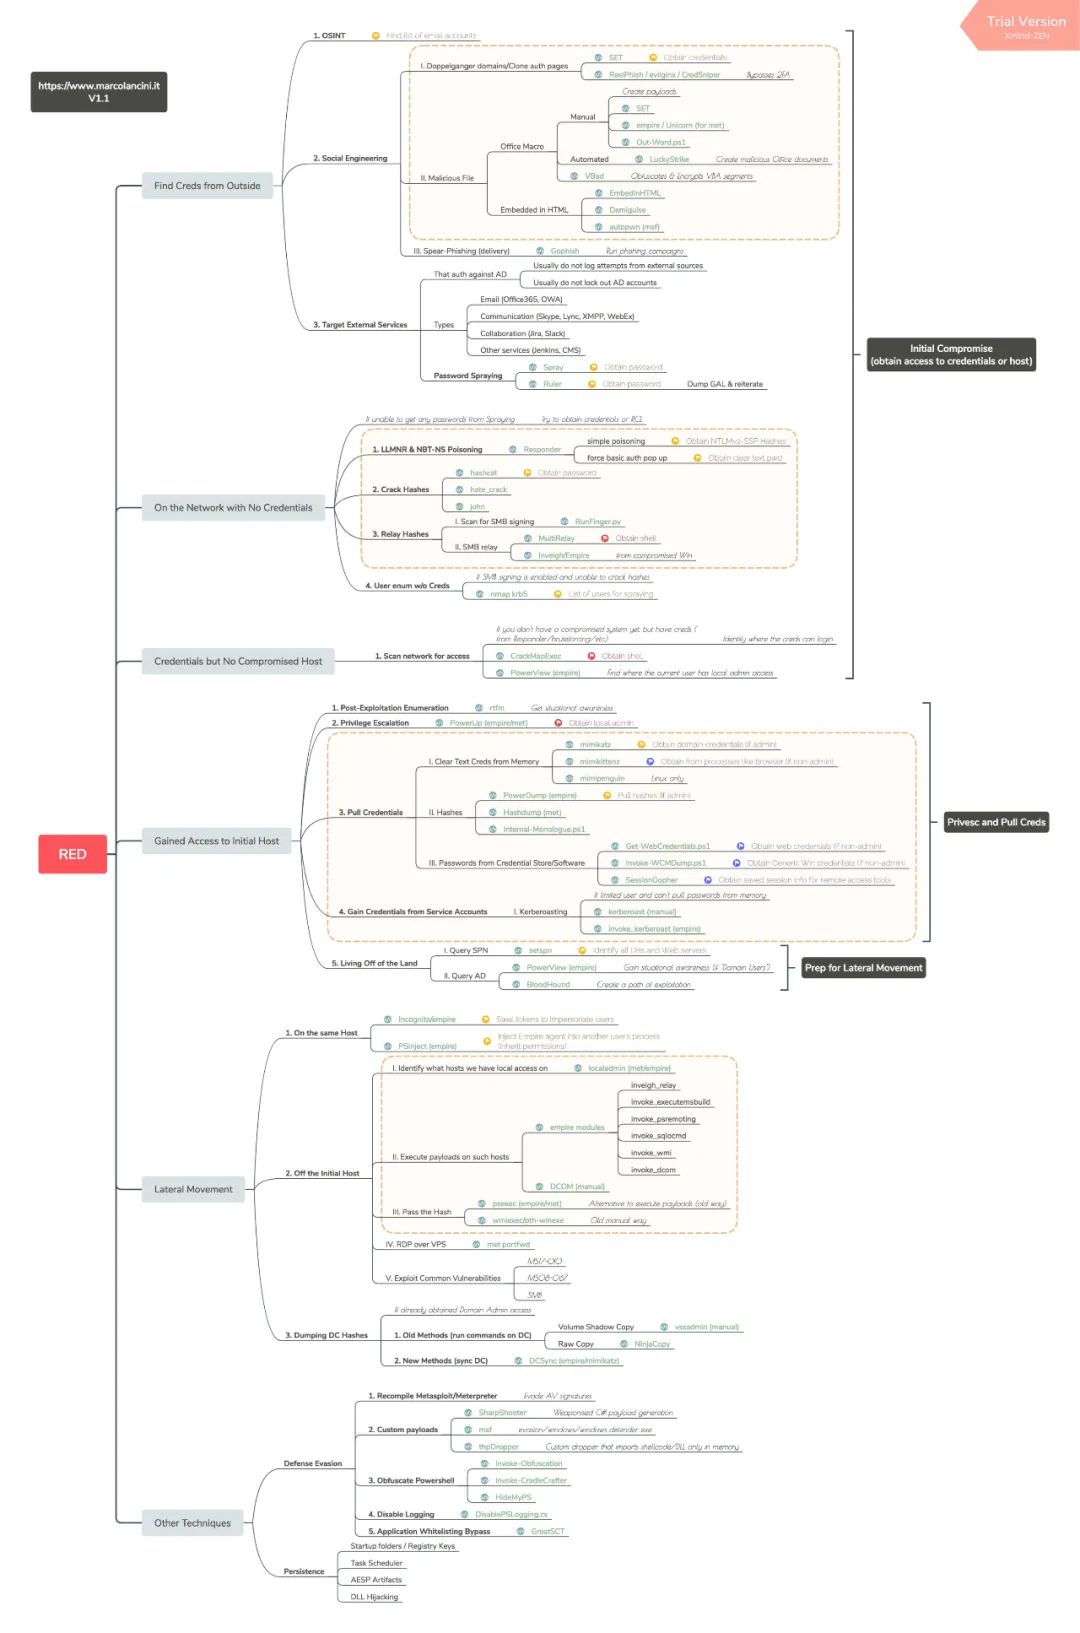 Trial Version
XMind-ZEN
https://www.marcolancini.it
V1.1
RED
Find Creds from Outside
1. OSINT
Find list of email accounts
2. Social Engineering
I. Doppelganger domains/Clone auth pages
SET
Obtain credentials
ReelPhish / evilginx / CredSniper
Bypasses 2FA
II. Malicious File
Office Macro
Manual
Create payloads
SET
empire / Unicorn (for met)
Out-Word.ps1
Automated
LuckyStrike
Create malicious Office documents
VBad
Obfuscates & Encrypts VBA segments
Embedded in HTML
EmbedInHTML
Demiguise
autopwn (msf)
III. Spear-Phishing (delivery)
Gophish
Run phishing campaigns
3. Target External Services
That auth against AD
Usually do not log attempts from external sources
Usually do not lock out AD accounts
Types
Email (Office365, OWA)
Communication (Skype, Lync, XMPP, WebEx)
Collaboration (Jira, Slack)
Other services (Jenkins, CMS)
Password Spraying
Spray
Obtain password
Ruler
Obtain password
Dump GAL & reiterate
Initial Compromise
(obtain access to credentials or host)
On the Network with No Credentials
If unable to get any passwords from Spraying
Try to obtain credentials or RCE
1. LLMNR & NBT-NS Poisoning
Responder
simple poisoning
Obtain NTLMv2-SSP Hashes
force basic auth pop up
Obtain clear text pwd
2. Crack Hashes
hashcat
Obtain password
hate_crack
john
3. Relay Hashes
I. Scan for SMB signing
RunFinger.py
II. SMB relay
MultiRelay
Obtain shell
Inveigh/Empire
from compromised Win
4. User enum w/o Creds
If SMB signing is enabled and unable to crack hashes
nmap krb5
List of users for spraying
Credentials but No Compromised Host
1. Scan network for access
If you don't have a compromised system yet but have creds (
from Responder/bruteforcing/etc)
Identify where the creds can login
CrackMapExec
Obtain shell
PowerView (empire)
Find where the current user has local admin access
Gained Access to Initial Host
1. Post-Exploitation Enumeration
rtfm
Get situational awareness
2. Privilege Escalation
PowerUp (empire/met)
Obtain local admin
3. Pull Credentials
I. Clear Text Creds from Memory
mimikatz
Obtain domain credentials (if admin)
mimikittenz
Obtain from processes like browser (if non-admin)
mimipenguin
Linux only
II. Hashes
PowerDump (empire)
Pull hashes (if admin)
Hashdump (met)
Internal-Monologue.ps1
III. Passwords from Credential Store/Software
Get-WebCredentials.ps1
Obtain web credentials (if non-admin)
Invoke-WCMDump.ps1
Obtain Generic Win credentials (if non-admin)
SessionGopher
Obtain saved session info for remote access tools
4. Gain Credentials from Service Accounts
I. Kerberoasting
If limited user and can't pull passwords from memory
kerberoast (manual)
invoke_kerberoast (empire)
Privesc and Pull Creds
5. Living Off of the Land
I. Query SPN
setspn
Identify all DBs and Web servers
II. Query AD
PowerView (empire)
Gain situational awareness (if "Domain Users")
BloodHound
Create a path of exploitation
Prep for Lateral Movement
Lateral Movement
1. On the same Host
Incognito/empire
Steal tokens to impersonate users
PSinject (empire)
Inject Empire agent into another user's process
(inherit permissions)
2. Off the Initial Host
I. Identify what hosts we have local access on
localadmin (met/empire)
II. Execute payloads on such hosts
empire modules
inveigh_relay
invoke_executemsbuild
invoke_psremoting
invoke_sqlocmd
invoke_wmi
invoke_dcom
DCOM (manual)
III. Pass the Hash
psexec (empire/met)
Alternative to execute payloads (old way)
wmiexec/pth-winexe
Old manual way
IV. RDP over VPS
met portfwd
V. Exploit Common Vulnerabilities
MS17-010
MS08-067
SMB
3. Dumping DC Hashes
If already obtained Domain Admin access
1. Old Methods (run commands on DC)
Volume Shadow Copy
vssadmin (manual)
Raw Copy
NinjaCopy
2. New Methods (sync DC)
DCSync (empire/mimikatz)
Other Techniques
Defense Evasion
1. Recompile Metasploit/Meterpreter
Evade AV signatures
2. Custom payloads
SharpShooter
Weaponised C# payload generation
msf
evasion/windows/windows_defender_exe
thpDropper
Custom dropper that imports shellcode/DLL only in memory
3. Obfuscate Powershell
Invoke-Obfuscation
Invoke-CradleCrafter
HideMyPS
4. Disable Logging
DisablePSLogging.cs
5. Application Whitelisting Bypass
GreatSCT
Persistence
Startup folders / Registry Keys
Task Scheduler
AESP Artifacts
DLL Hijacking